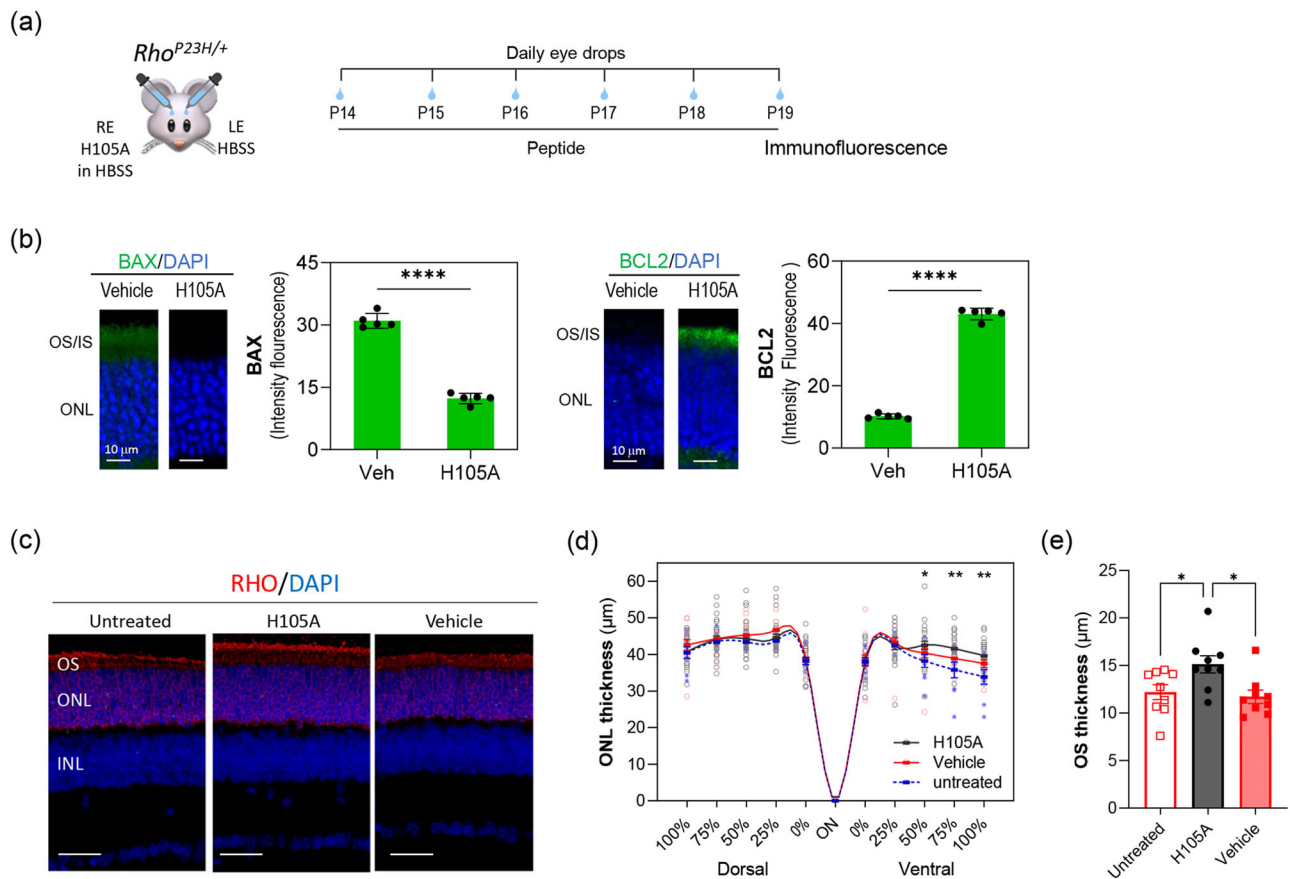 (a)
Rho^P23H/+
RE
H105A
in HBSS
LE
HBSS
Daily eye drops
P14 P15 P16 P17 P18 P19
Peptide
Immunofluorescence
(b)
BAX/DAPI
Vehicle H105A
OS/IS
ONL
10 µm
BAX
(Intensity flourescence)
45
30
15
0
****
Veh H105A
BCL2/DAPI
Vehicle H105A
OS/IS
ONL
10 µm
BCL2
(Intensity Fluorescence )
60
40
20
0
****
Veh H105A
(c)
RHO/DAPI
Untreated H105A Vehicle
OS
ONL
INL
(d)
ONL thickness (µm)
60
50
40
30
20
10
0
* ** **
H105A
Vehicle
untreated
100% 75% 50% 25% 0% ON 0% 25% 50% 75% 100%
Dorsal Ventral
(e)
OS thickness (µm)
25
20
15
10
5
0
* *
Untreated H105A Vehicle